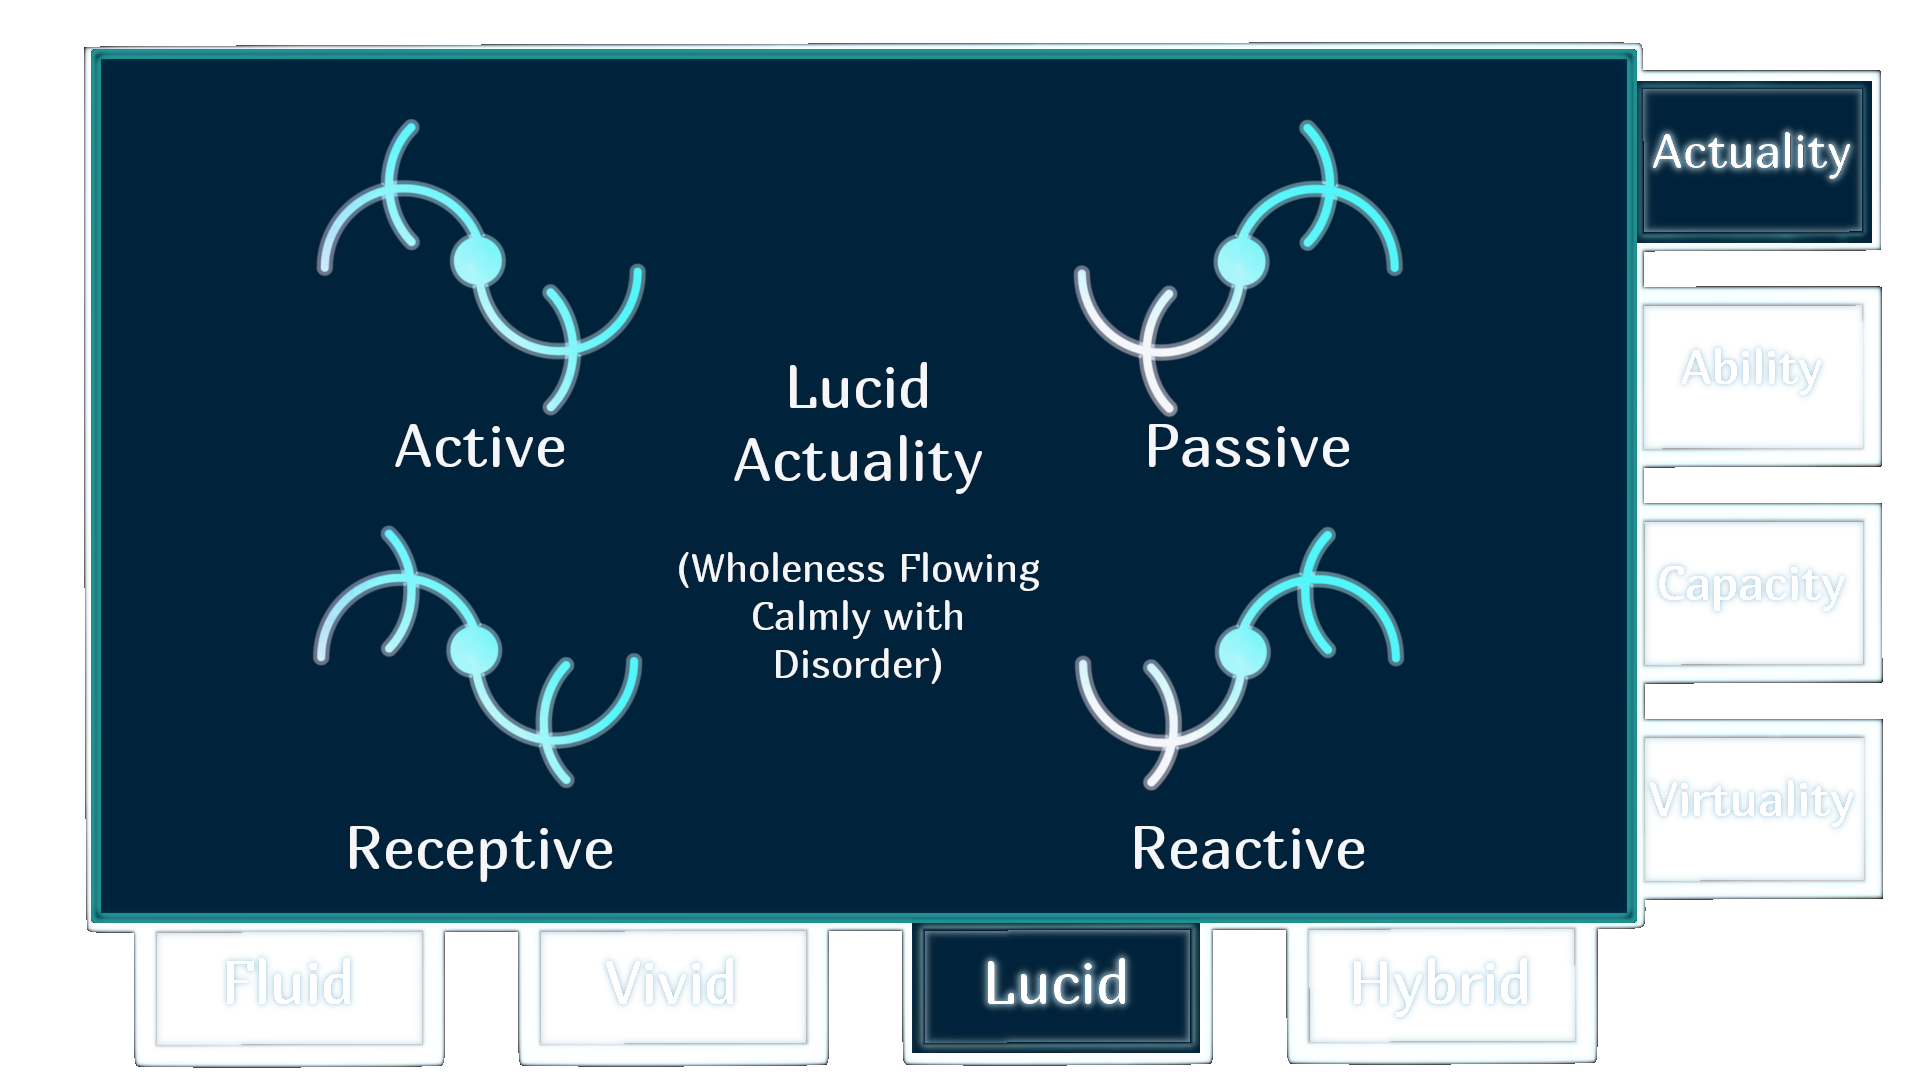 Active
Lucid
Actuality
Passive
(Wholeness Flowing
Calmly with
Disorder)
Receptive
Reactive
Actuality
Ability
Capacity
Virtuality
Fluid
Vivid
Lucid
Hybrid